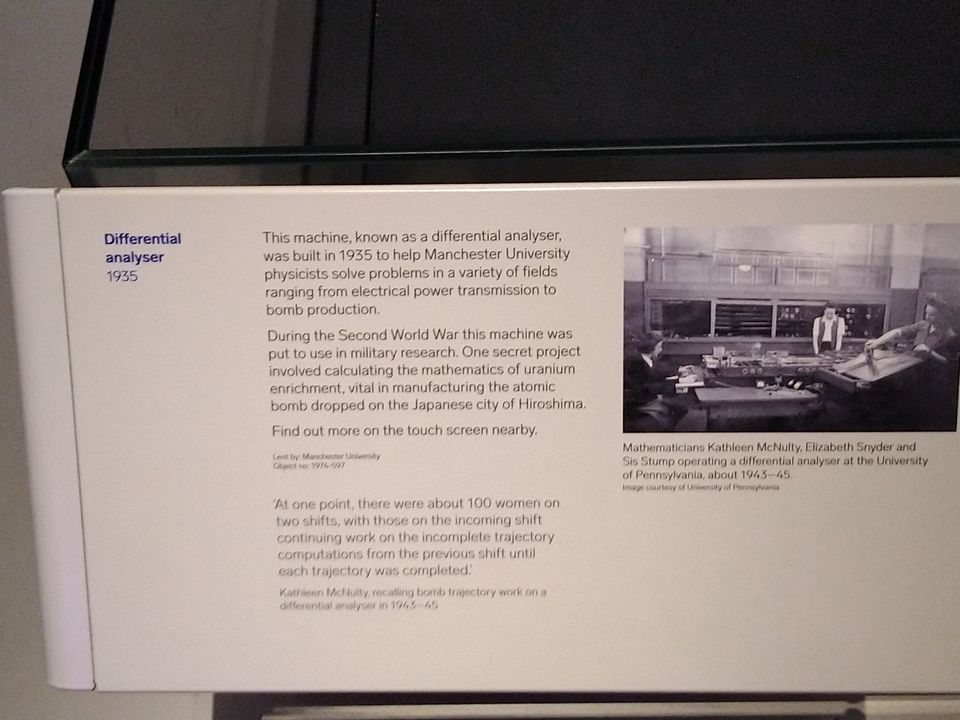 Differential
analyser
1935
This machine, known as a differential analyser,
was built in 1935 to help Manchester University
physicists solve problems in a variety of fields
ranging from electrical power transmission to
bomb production.
During the Second World War this machine was
put to use in military research. One secret project
involved calculating the mathematics of uranium
enrichment, vital in manufacturing the atomic
bomb dropped on the Japanese city of Hiroshima.
Find out more on the touch screen nearby.
Lent by: Manchester University
Object no: 1974-597
'At one point, there were about 100 women on
two shifts, with those on the incoming shift
continuing work on the incomplete trajectory
computations from the previous shift until
each trajectory was completed.'
Kathleen McNulty, recalling bomb trajectory work on a
differential analyser in 1943–45
Mathematicians Kathleen McNulty, Elizabeth Snyder and
Sis Stump operating a differential analyser at the University
of Pennsylvania, about 1943–45.
Image courtesy of University of Pennsylvania